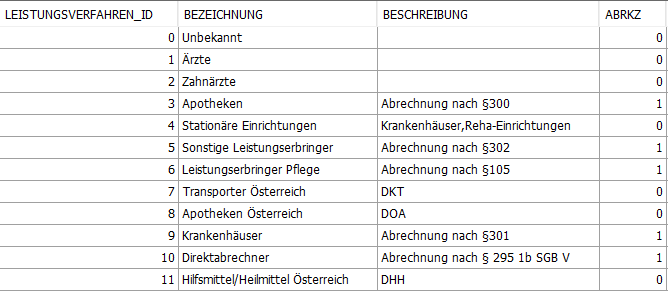 LEISTUNGSVERFAHREN_ID BEZEICHNUNG BESCHREIBUNG ABRKZ
0 Unbekannt 0
1 Ärzte 0
2 Zahnärzte 0
3 Apotheken Abrechnung nach §300 1
4 Stationäre Einrichtungen Krankenhäuser,Reha-Einrichtungen 0
5 Sonstige Leistungserbringer Abrechnung nach §302 1
6 Leistungserbringer Pflege Abrechnung nach §105 1
7 Transporter Österreich DKT 0
8 Apotheken Österreich DOA 0
9 Krankenhäuser Abrechnung nach §301 1
10 Direktabrechner Abrechnung nach § 295 1b SGB V 1
11 Hilfsmittel/Heilmittel Österreich DHH 0